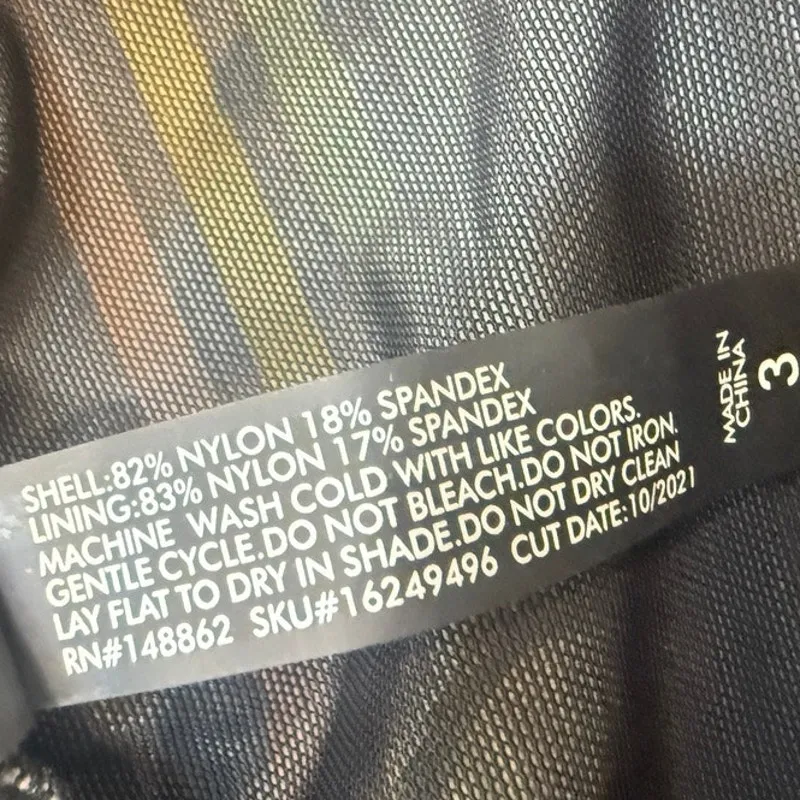 SHELL:82% NYLON 18% SPANDEX
LINING:83% NYLON 17% SPANDEX
MACHINE WASH COLD WITH LIKE COLORS.
GENTLE CYCLE.DO NOT BLEACH.DO NOT IRON.
LAY FLAT TO DRY IN SHADE.DO NOT DRY CLEAN
RN#148862 SKU#16249496 CUT DATE:10/2021
MADE IN
CHINA
3